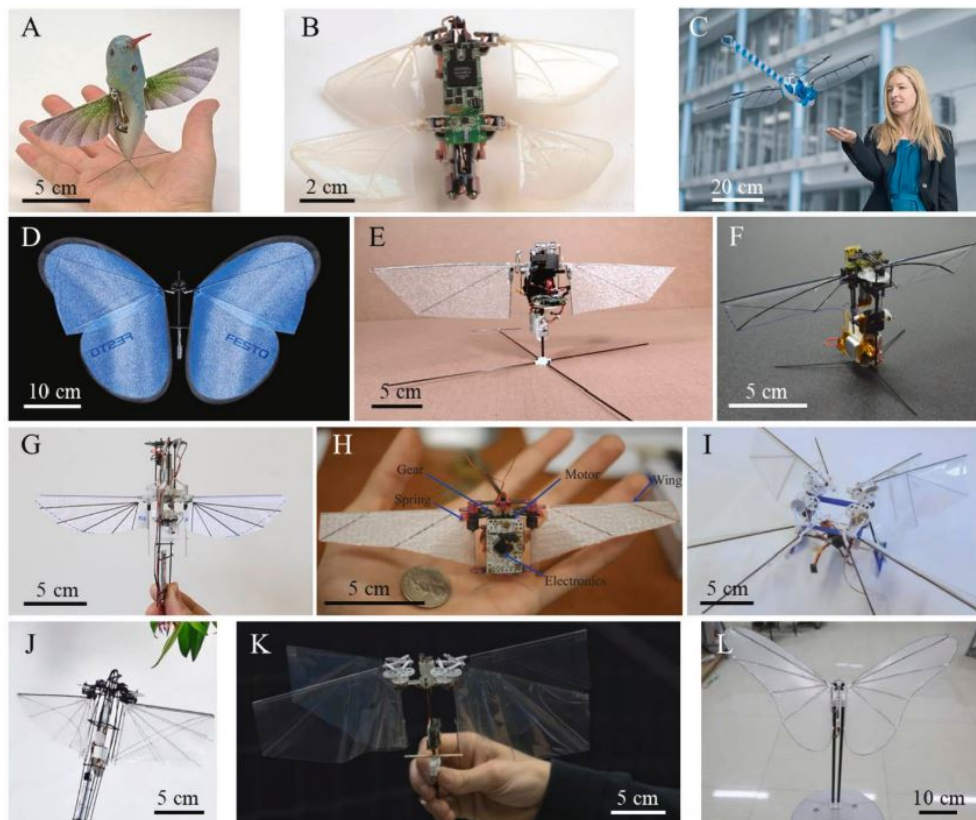 A
5 cm
B
2 cm
C
20 cm
D
FESTO
FESTO
10 cm
E
5 cm
F
5 cm
G
5 cm
H
Gear
Motor
Spring
Wing
Electronics
5 cm
I
5 cm
J
5 cm
K
5 cm
L
10 cm